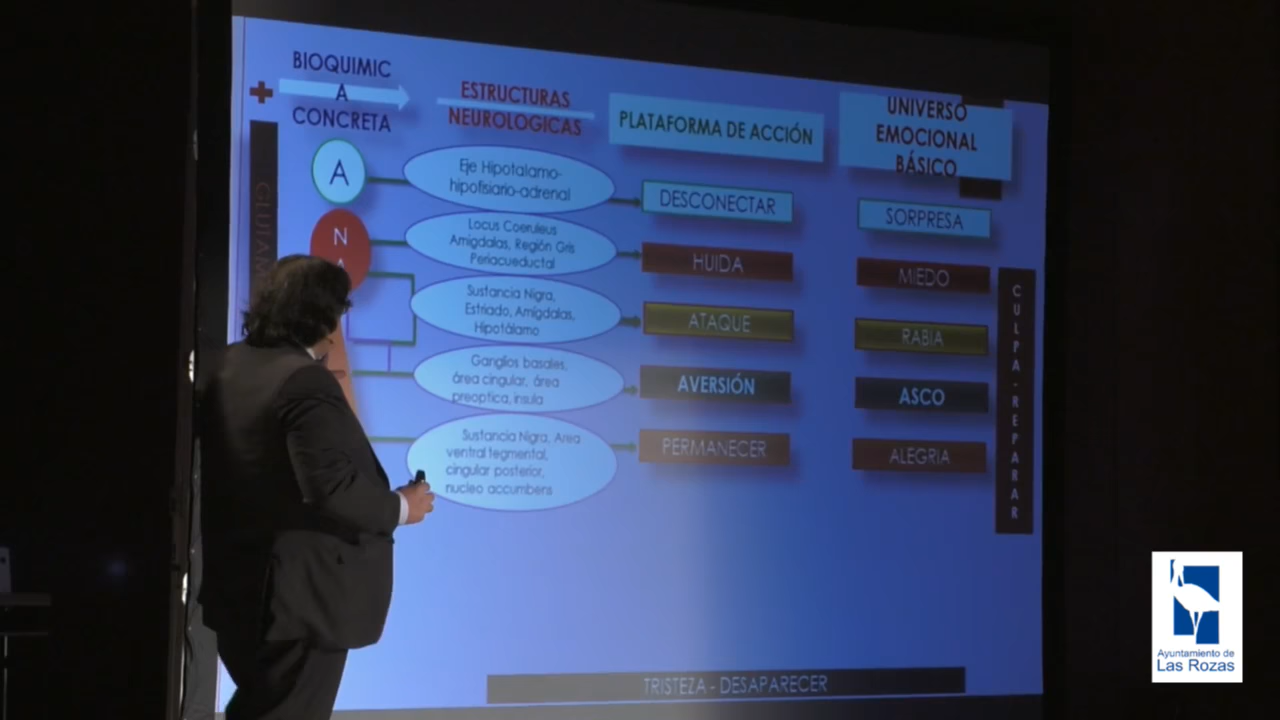 BIOQUIMIC
A
CONCRETA
ESTRUCTURAS
NEUROLOGICAS
PLATAFORMA DE ACCIÓN
UNIVERSO
EMOCIONAL
BÁSICO
A
Eje Hipotalamo-
hipofisiario-adrenal
DESCONECTAR
SORPRESA
N
A
Locus Coeruleus
Amigdalas, Región Gris
Periacueductal
HUIDA
MIEDO
Sustancia Nigra,
Estriado, Amígdalas,
Hipotálamo
ATAQUE
RABIA
Ganglios basales,
área cingular, área
preoptica, insula
AVERSIÓN
ASCO
Sustancia Nigra, Area
ventral tegmental,
cingular posterior,
nucleo accumbens
PERMANECER
ALEGRIA
CULPA-REPARAR
TRISTEZA - DESAPARECER
Ayuntamiento de
Las Rozas